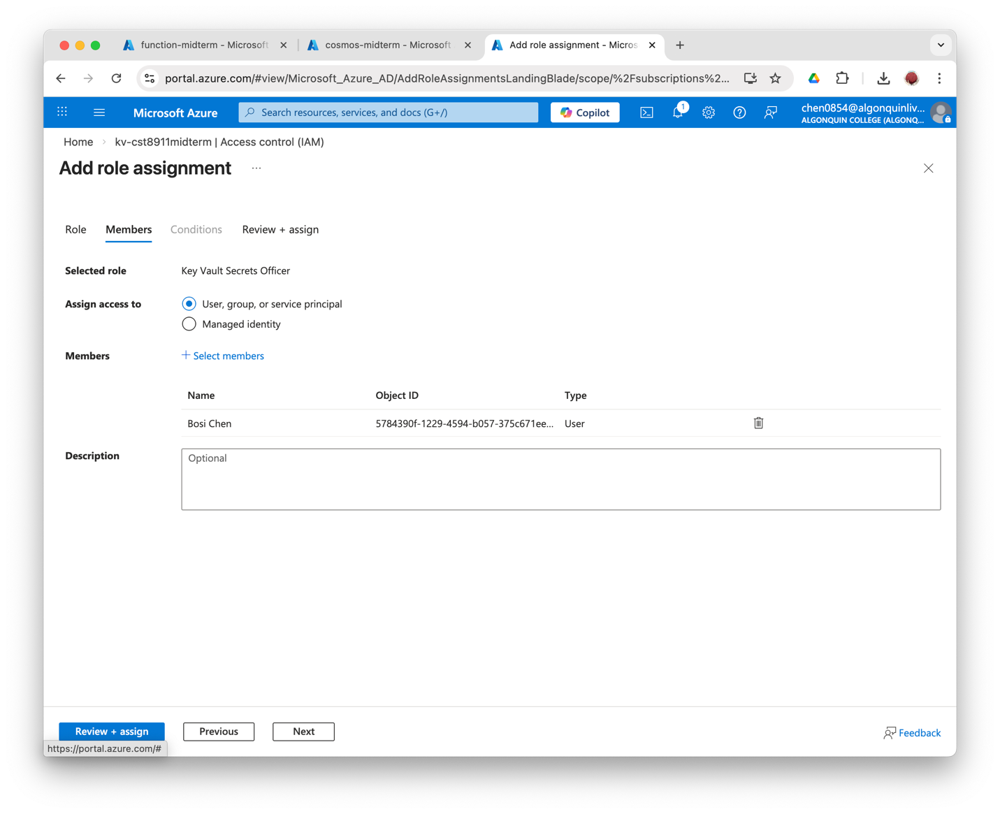 function-midterm - Microsoft
cosmos-midterm - Microsoft
Add role assignment - Micros
portal.azure.com/#view/Microsoft_Azure_AD/AddRoleAssignmentsLandingBlade/scope/%2Fsubscriptions%2...
Microsoft Azure
Search resources, services, and docs (G+/)
Copilot
1
chen0854@algonquinliv...
ALGONQUIN COLLEGE (ALGONQ...
Home > kv-cst8911midterm | Access control (IAM)
Add role assignment ...
Role Members Conditions Review + assign
Selected role Key Vault Secrets Officer
Assign access to User, group, or service principal
Managed identity
Members + Select members
Name Object ID Type
Bosi Chen 5784390f-1229-4594-b057-375c671ee... User
Description Optional
Review + assign Previous Next Feedback
https://portal.azure.com/#